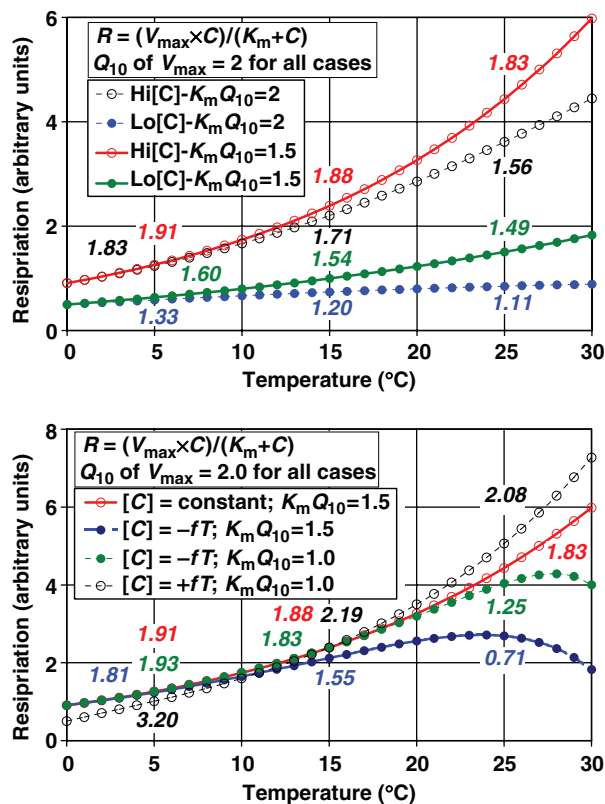 Resipriation (arbitrary units)
6
4
2
0
R = (Vmax×C)/(Km+C)
Q10 of Vmax = 2 for all cases
Hi[C]-KmQ10=2
Lo[C]-KmQ10=2
Hi[C]-KmQ10=1.5
Lo[C]-KmQ10=1.5
1.83
1.88
1.56
1.83
1.91
1.71
1.49
1.60
1.54
1.33
1.20
1.11
0 5 10 15 20 25 30
Temperature (°C)
Resipriation (arbitrary units)
8
6
4
2
0
R = (Vmax×C)/(Km+C)
Q10 of Vmax = 2.0 for all cases
[C] = constant; KmQ10=1.5
[C] = –fT; KmQ10=1.5
[C] = –fT; KmQ10=1.0
[C] = +fT; KmQ10=1.0
2.08
1.83
1.88
2.19
1.25
1.91
1.83
1.81
1.93
1.55
0.71
3.20
0 5 10 15 20 25 30
Temperature (°C)